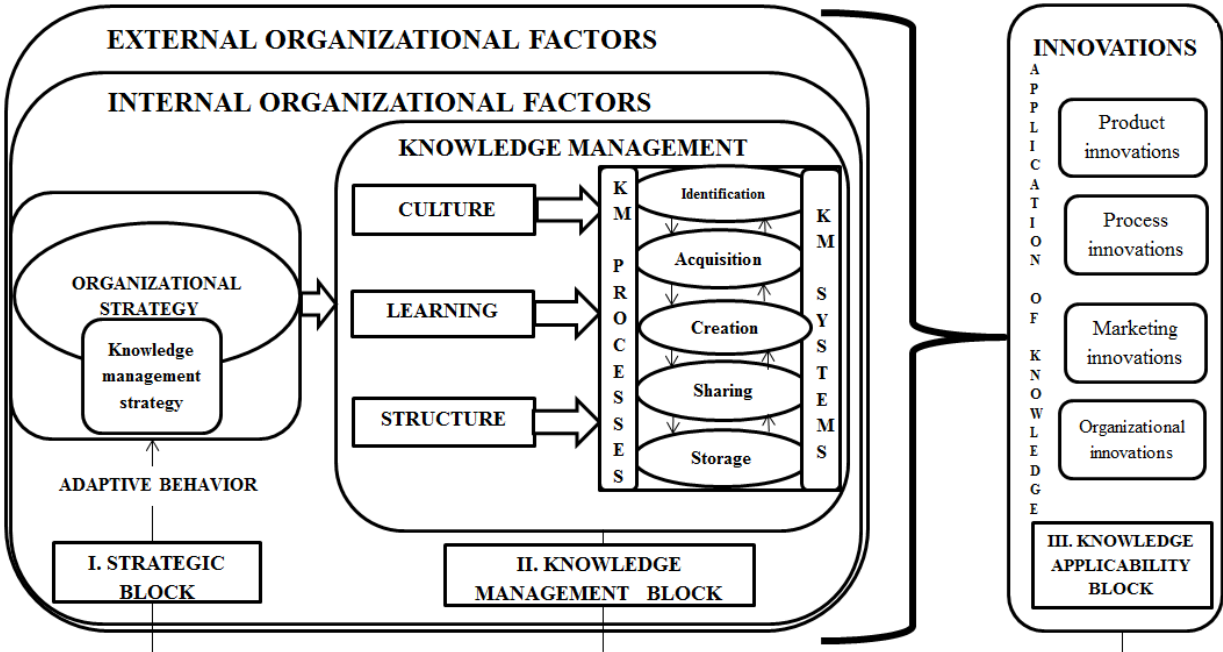 EXTERNAL ORGANIZATIONAL FACTORS
INTERNAL ORGANIZATIONAL FACTORS
ORGANIZATIONAL
STRATEGY
Knowledge
management
strategy
ADAPTIVE BEHAVIOR
I. STRATEGIC
BLOCK
KNOWLEDGE MANAGEMENT
CULTURE
LEARNING
STRUCTURE
KM PROCESSES
Identification
Acquisition
Creation
Sharing
Storage
KM SYSTEMS
II. KNOWLEDGE
MANAGEMENT BLOCK
INNOVATIONS
APPLICATION OF KNOWLEDGE
Product
innovations
Process
innovations
Marketing
innovations
Organizational
innovations
III. KNOWLEDGE
APPLICABILITY
BLOCK